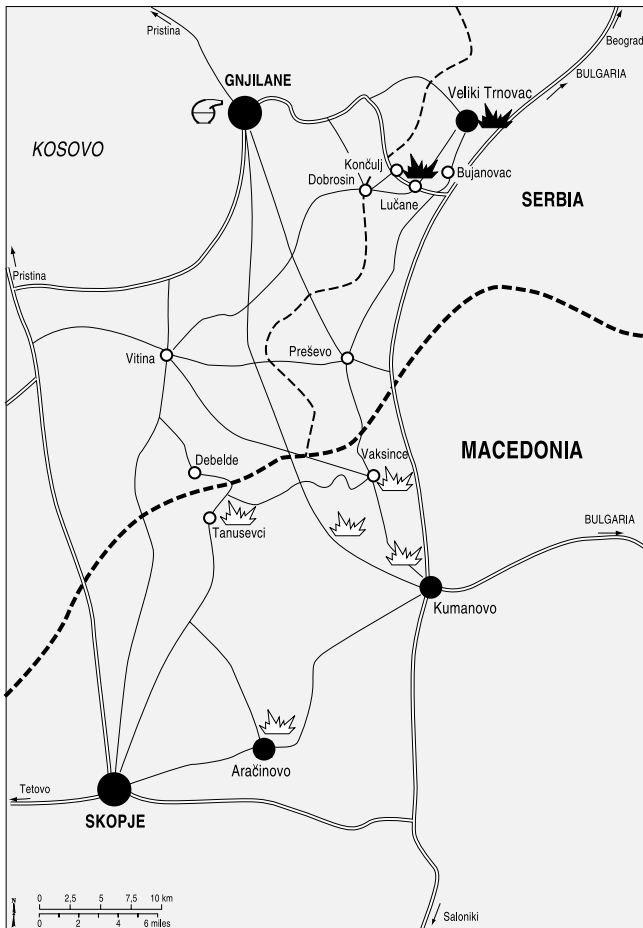 Pristina
Beograd
BULGARIA
GNJILANE
Veliki Trnovac
KOSOVO
Končulj
Dobrosin
Bujanovac
Lučane
SERBIA
Pristina
Vitina
Preševo
MACEDONIA
Debelde
Vaksince
Tanusevci
BULGARIA
Kumanovo
Aračinovo
Tetovo
SKOPJE
0 2,5 5 7,5 10 km
0 2 4 6 miles
Saloniki